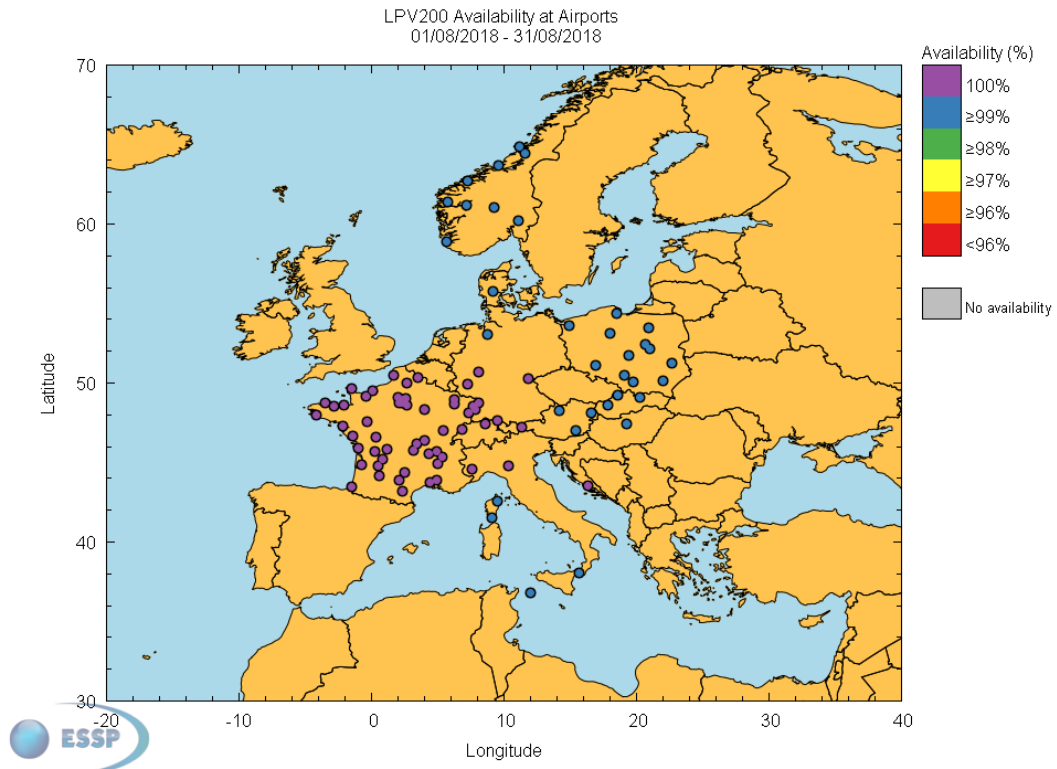 LPV200 Availability at Airports
01/08/2018 - 31/08/2018
Availability (%)
100%
≥99%
≥98%
≥97%
≥96%
<96%
No availability
70
60
50
40
30
Latitude
-20
-10
0
10
20
30
40
Longitude
ESSP